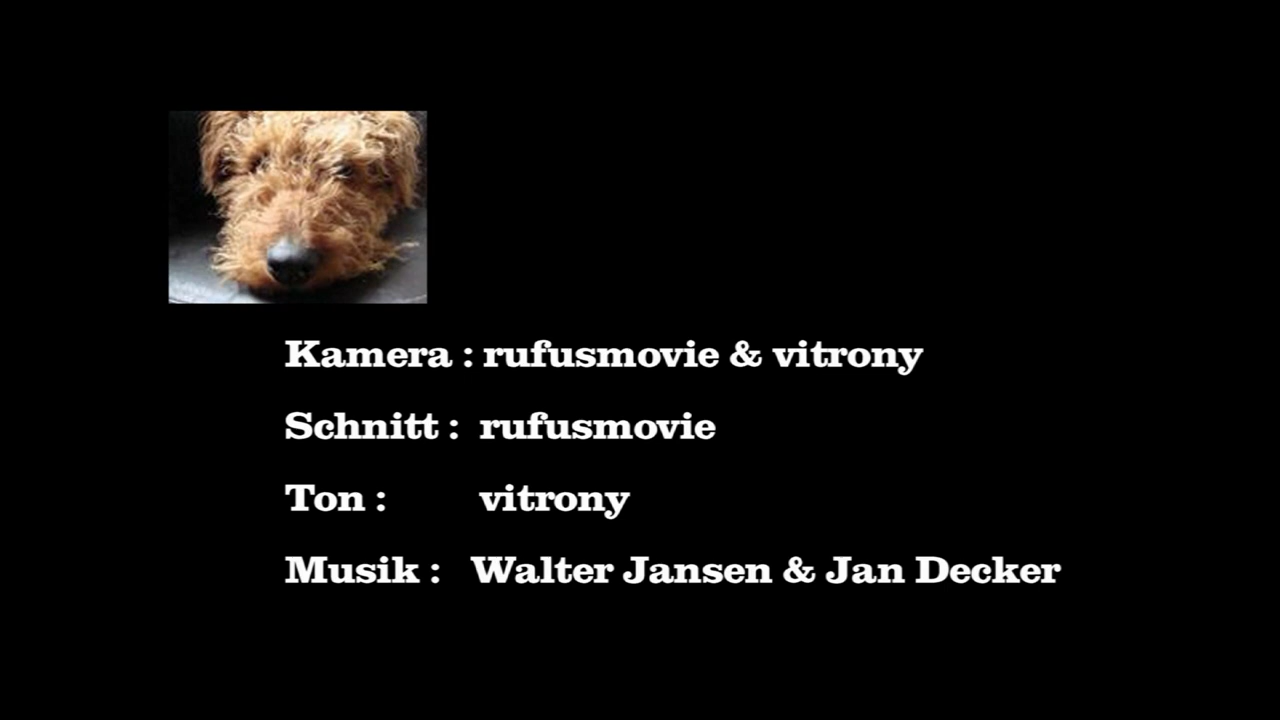 Kamera : rufusmovie & vitrony
Schnitt : rufusmovie
Ton : vitrony
Musik : Walter Jansen & Jan Decker